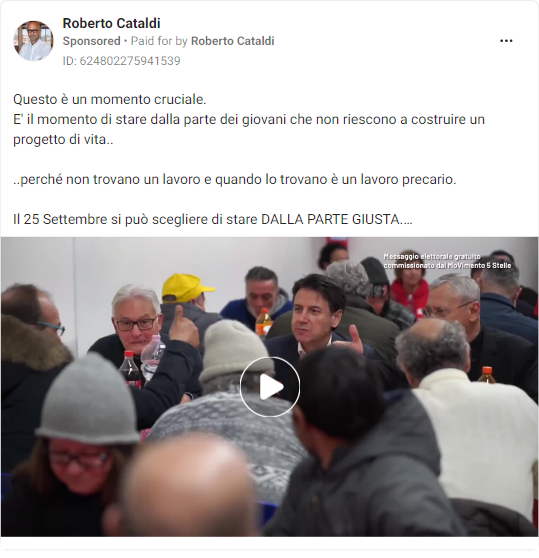 Roberto Cataldi
Sponsored • Paid for by Roberto Cataldi
ID: 624802275941539
Questo è un momento cruciale.
E' il momento di stare dalla parte dei giovani che non riescono a costruire un
progetto di vita..
..perché non trovano un lavoro e quando lo trovano è un lavoro precario.
Il 25 Settembre si può scegliere di stare DALLA PARTE GIUSTA....
Messaggio elettorale gratuito
commissionato dal MoVimento 5 Stelle